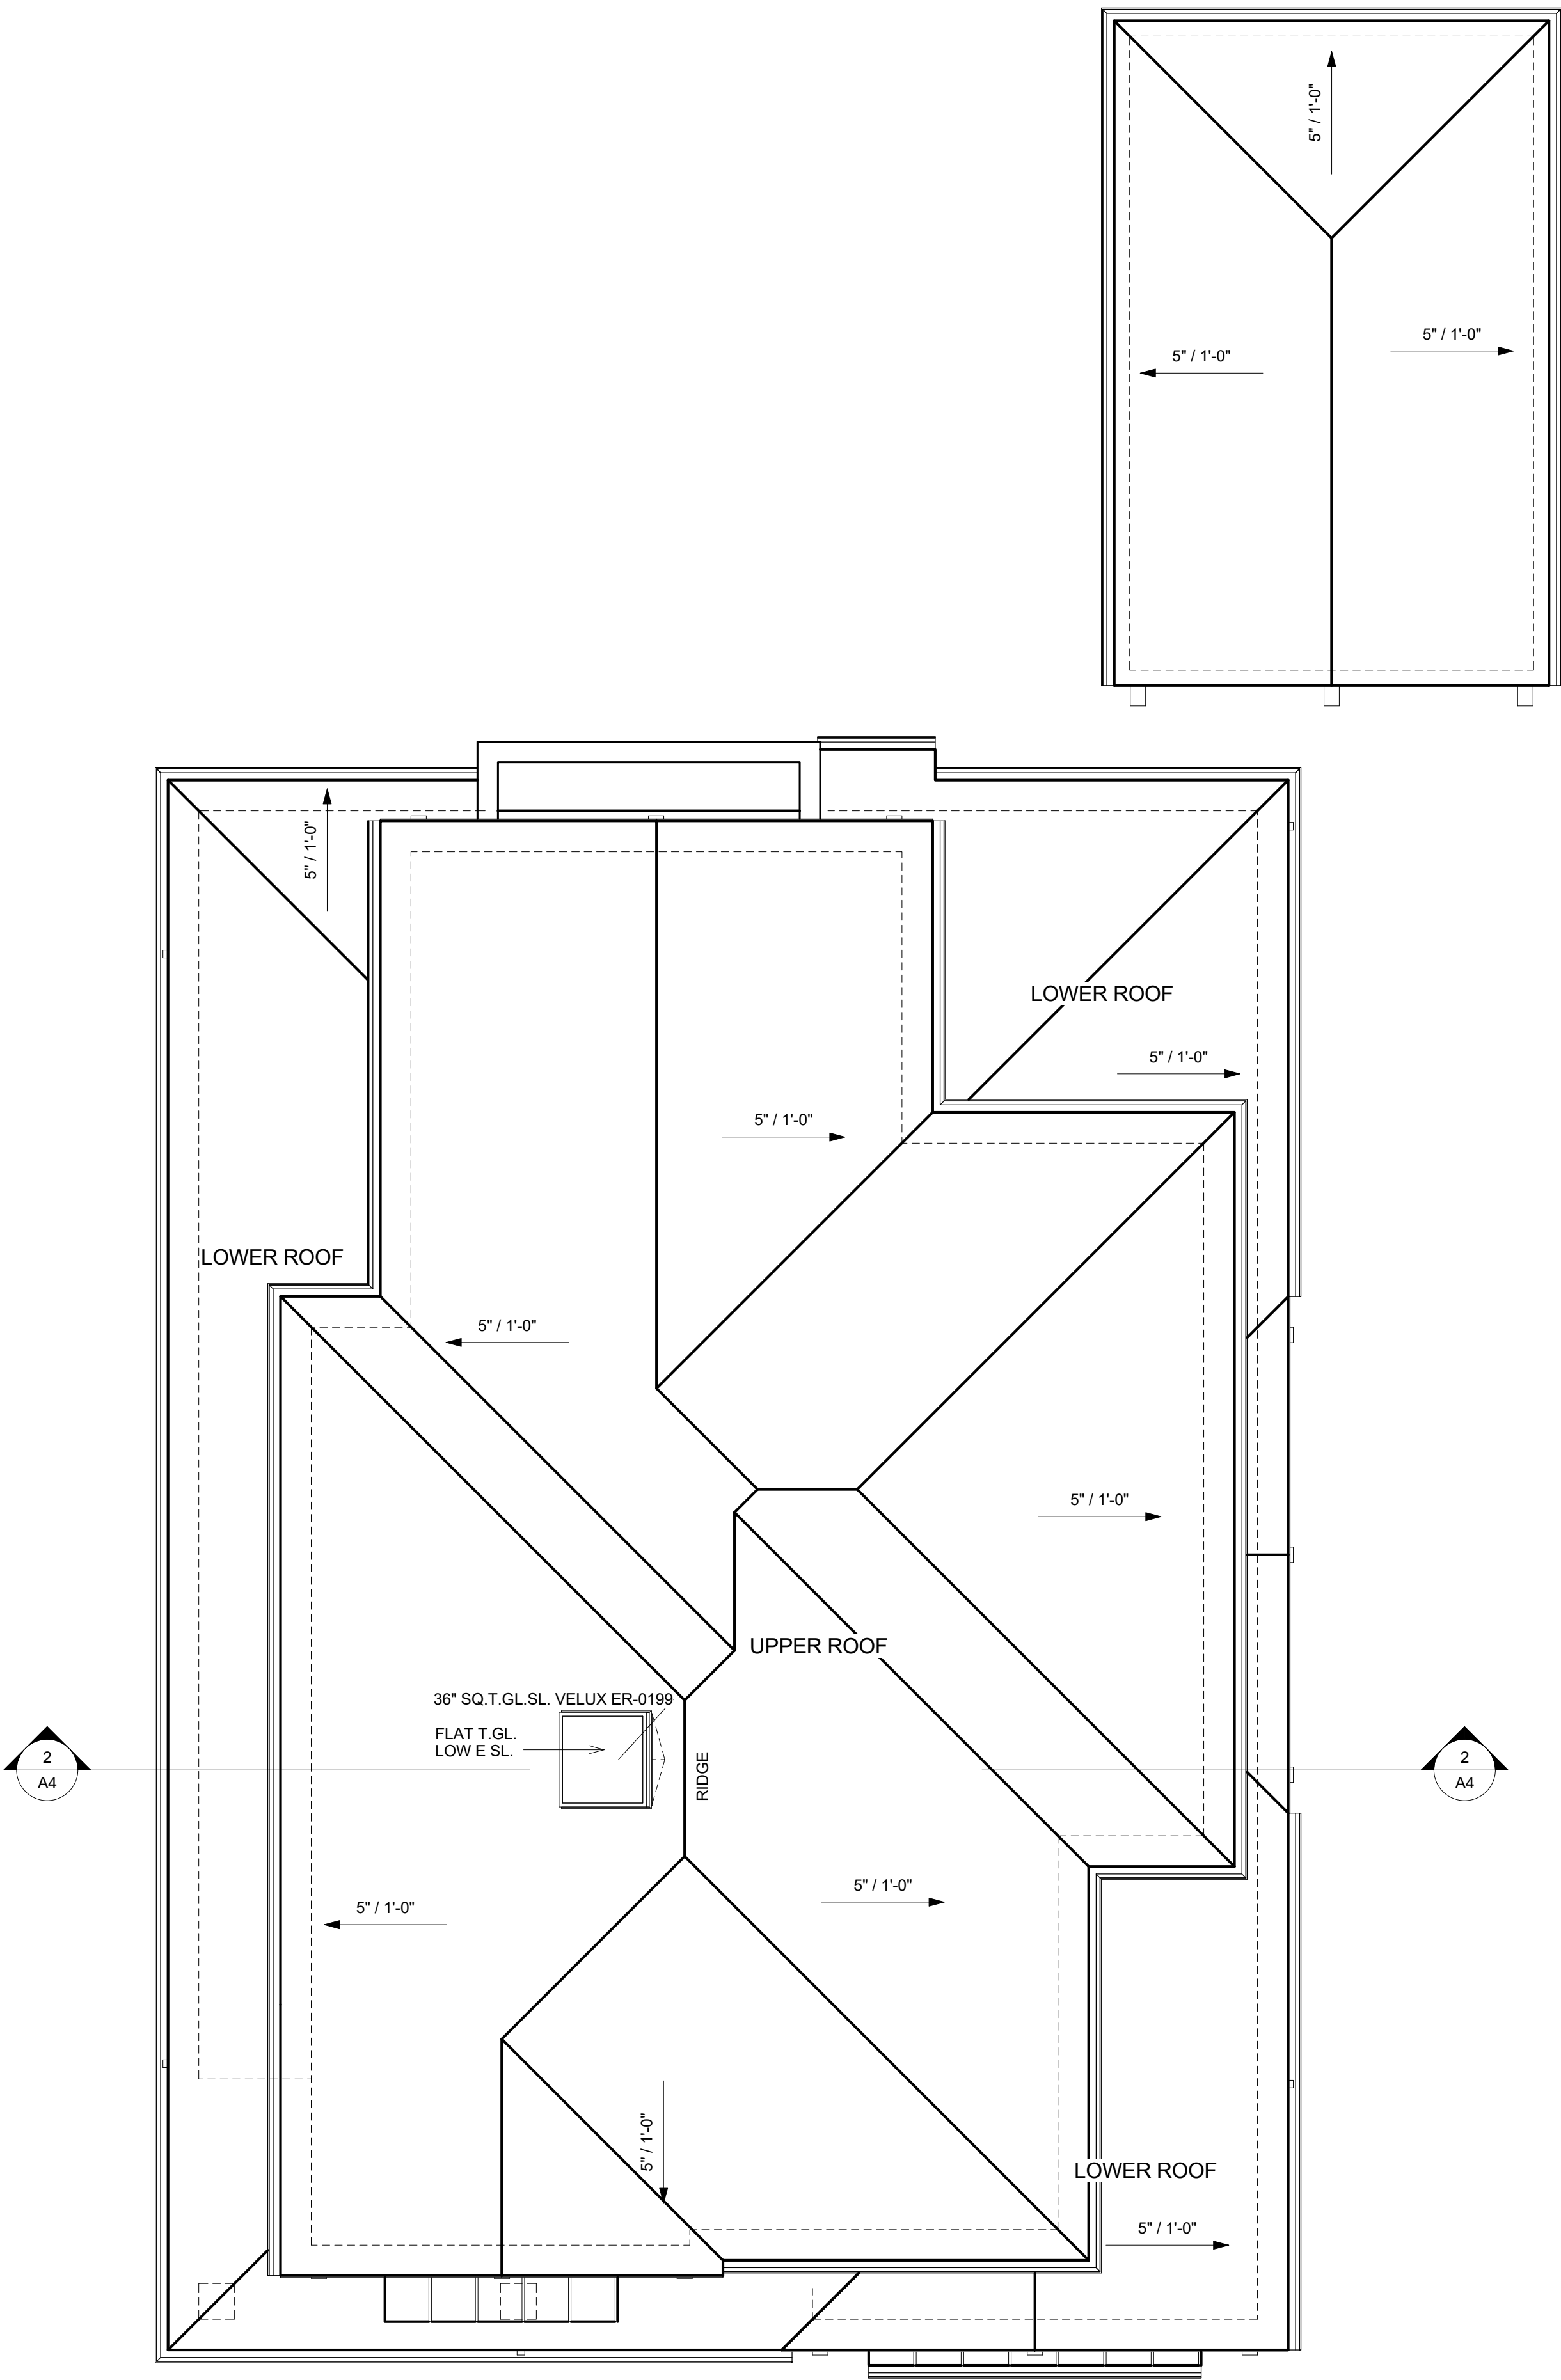 5" / 1'-0"
5" / 1'-0"
5" / 1'-0"
5" / 1'-0"
LOWER ROOF
5" / 1'-0"
5" / 1'-0"
LOWER ROOF
5" / 1'-0"
5" / 1'-0"
UPPER ROOF
36" SQ.T.GL.SL. VELUX ER-0199
FLAT T.GL.
LOW E SL.
RIDGE
2
A4
2
A4
5" / 1'-0"
5" / 1'-0"
5" / 1'-0"
LOWER ROOF
5" / 1'-0"